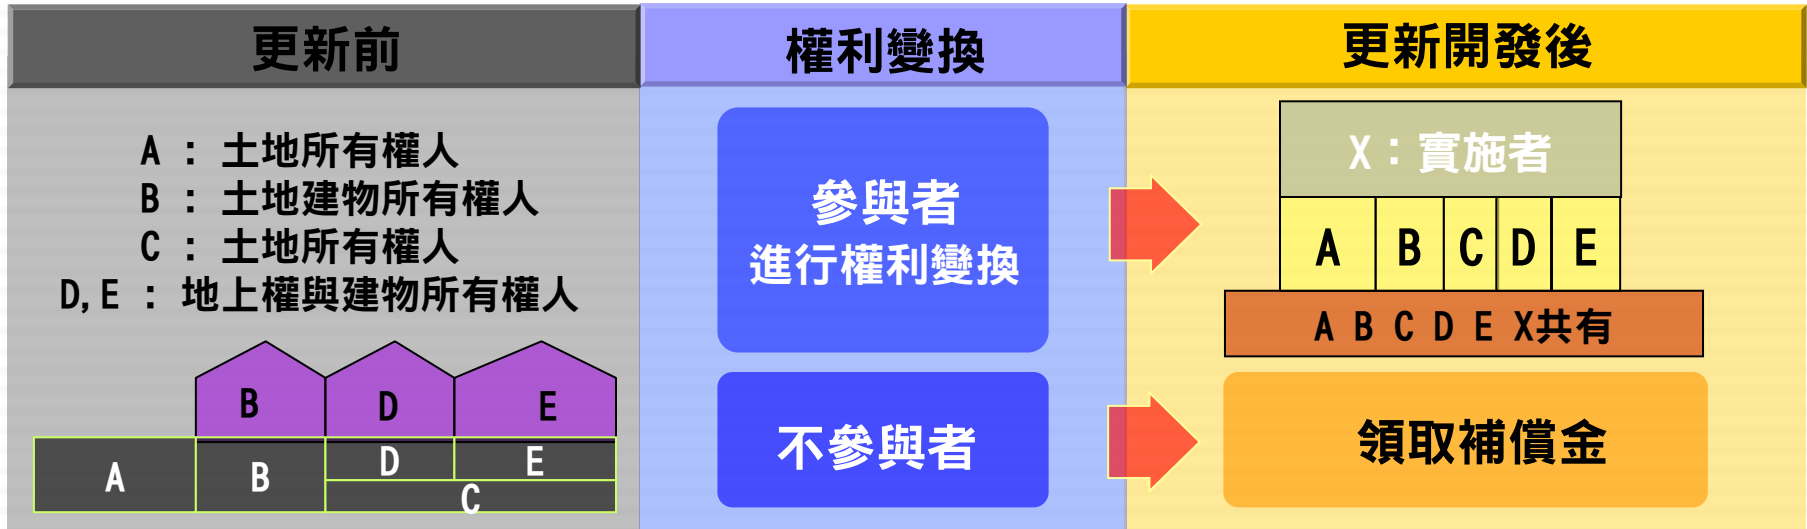 更新前
權利變換
更新開發後
A : 土地所有權人
B : 土地建物所有權人
C : 土地所有權人
D,E : 地上權與建物所有權人
B
D
E
A
B
D
E
C
參與者
進行權利變換
不參與者
X：實施者
A
B
C
D
E
A B C D E X共有
領取補償金